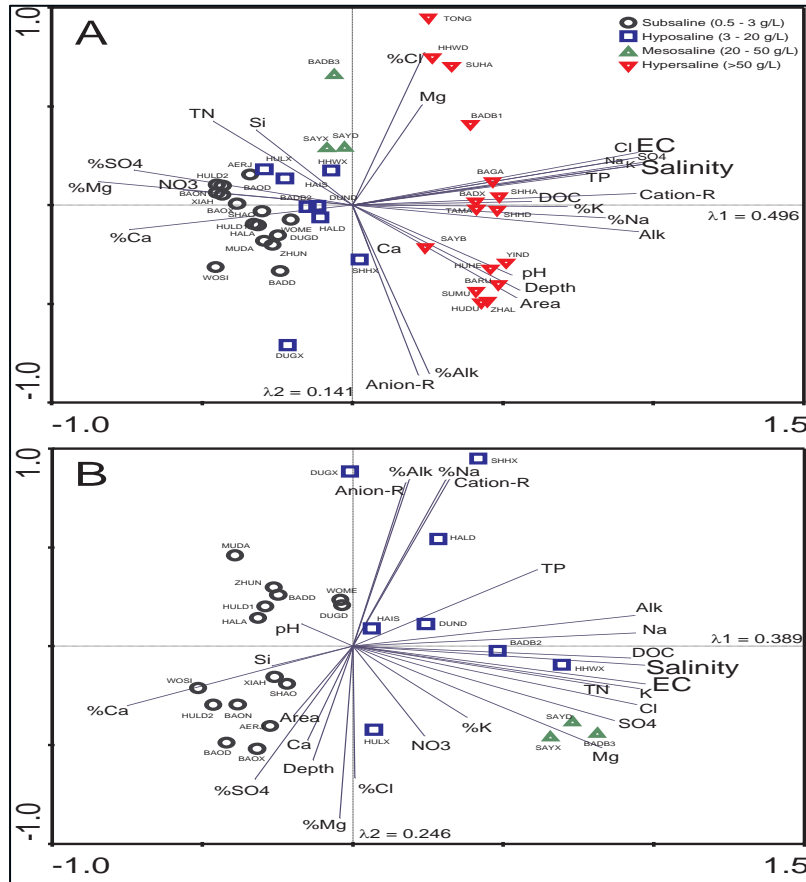 A
Subsaline (0.5 - 3 g/L)
Hyposaline (3 - 20 g/L)
Mesosaline (20 - 50 g/L)
Hypersaline (>50 g/L)
1.0
TONG
HHWD
%Cl
SUHA
BADB3
Mg
BADB1
TN
Si
SAYX
SAYD
Cl
EC
Na
SO4
K
Salinity
TP
%SO4
AERJ
HULX
HHWX
BAGA
%Mg
NO3
HULD2
BAOD
HAIS
BAON
XIAH
BADB2
DUND
BADX
SHHA
DOC
Cation-R
BAOX
SHAO
TAMA
SHHD
%K
%Na
λ1 = 0.496
%Ca
HULD1
WOME
HALD
Alk
HALA
DUGD
MUDA
ZHUN
Ca
SAYB
WOSI
BADD
SHHX
HUHE
YIND
pH
BARU
Depth
SUMU
Area
HUDU
ZHAL
DUGX
%Alk
Anion-R
λ2 = 0.141
-1.0
-1.0
1.5
B
1.0
DUGX
%Alk
%Na
SHHX
Anion-R
Cation-R
MUDA
HALD
ZHUN
BADD
WOME
TP
HULD1
DUGD
HALA
pH
HAIS
DUND
Alk
Na
λ1 = 0.389
BADB2
DOC
Si
HHWX
Salinity
WOSI
XIAH
SHAO
EC
TN
K
%Ca
HULD2
BAON
Area
%K
Cl
AERJ
SO4
SAYD
BAOD
BAOX
Ca
HULX
NO3
SAYX
BADB3
Mg
Depth
%SO4
%Cl
%Mg
λ2 = 0.246
-1.0
-1.0
1.5